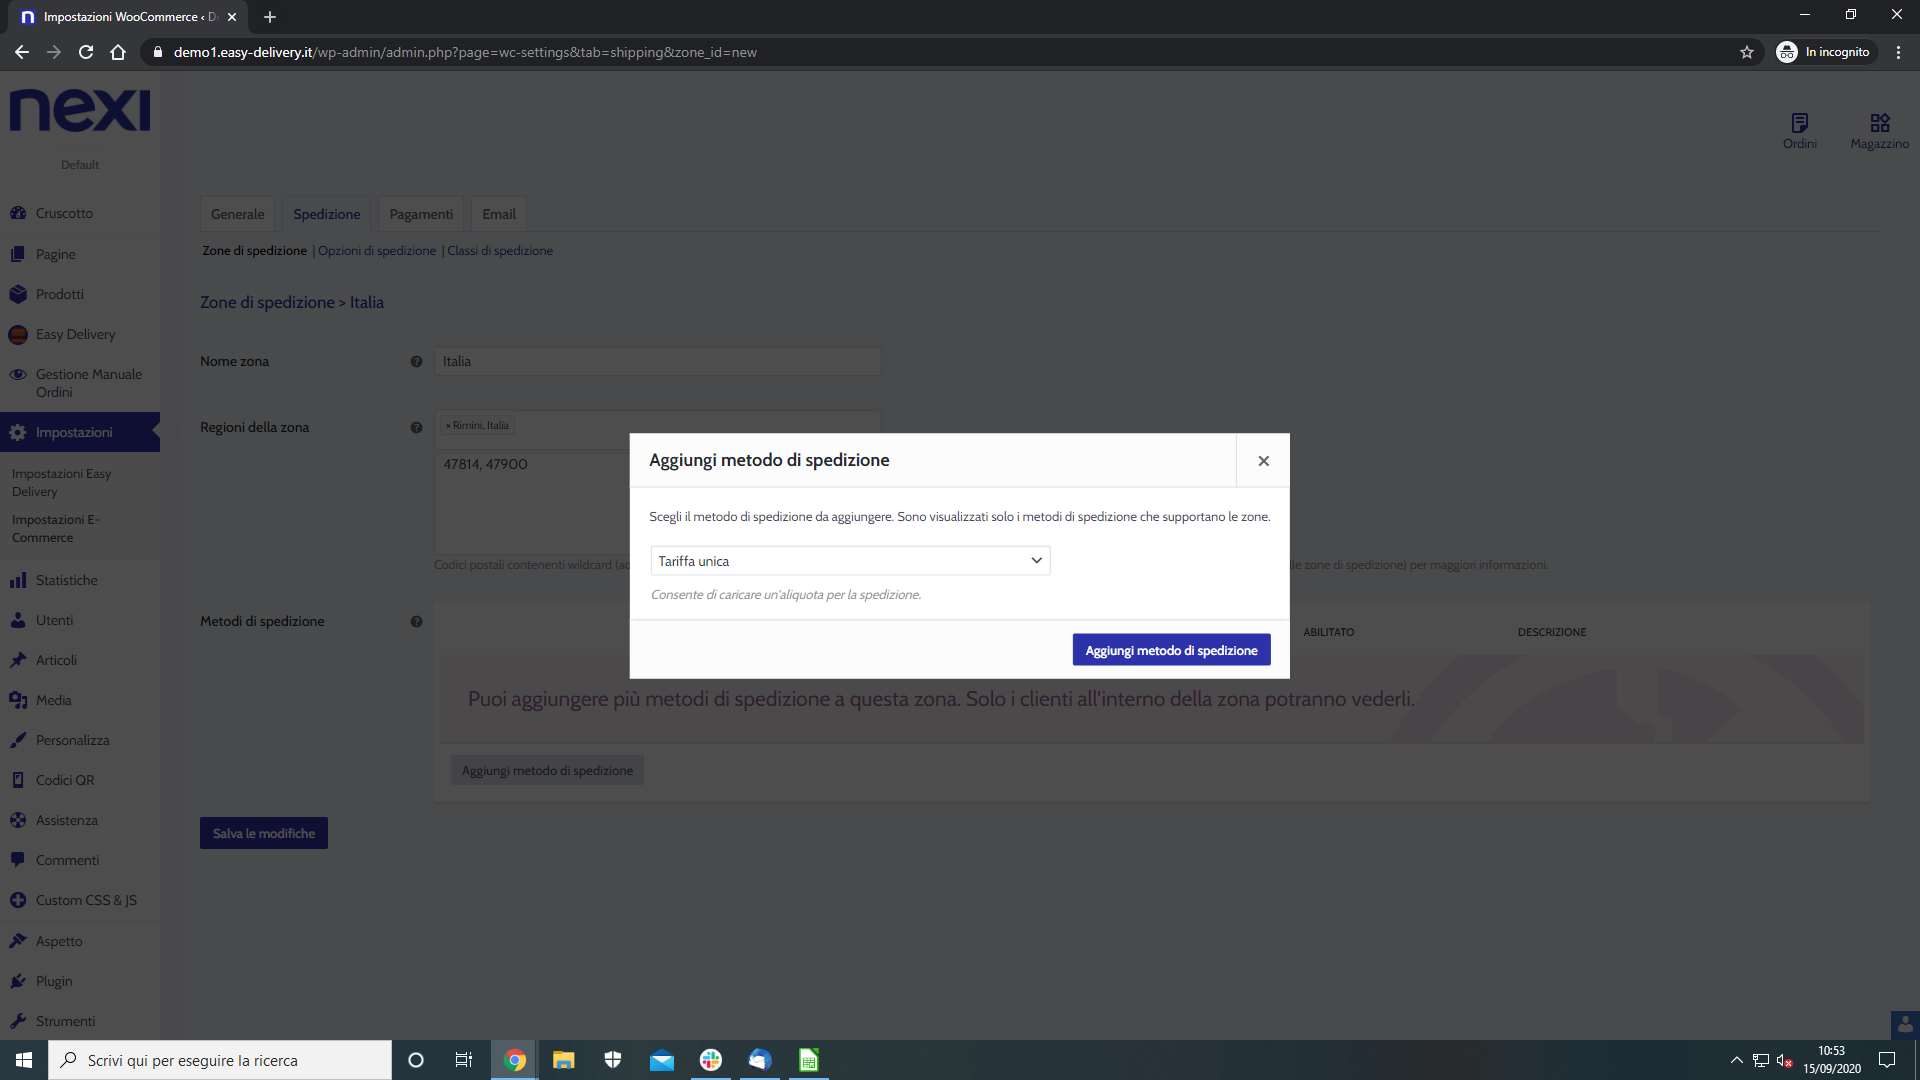 Impostazioni WooCommerce ‹ D
demo1.easy-delivery.it/wp-admin/admin.php?page=wc-settings&tab=shipping&zone_id=new
In incognito
nexi
Default
Ordini
Magazzino
Cruscotto
Pagine
Prodotti
Easy Delivery
Gestione Manuale
Ordini
Impostazioni
Impostazioni Easy
Delivery
Impostazioni E-
Commerce
Statistiche
Utenti
Articoli
Media
Personalizza
Codici QR
Assistenza
Commenti
Custom CSS & JS
Aspetto
Plugin
Strumenti
Generale
Spedizione
Pagamenti
Email
Zone di spedizione | Opzioni di spedizione | Classi di spedizione
Zone di spedizione > Italia
Nome zona
Italia
Regioni della zona
× Rimini, Italia
47814, 47900
Codici postali contenenti wildcard (ad
lle zone di spedizione) per maggiori informazioni.
Aggiungi metodo di spedizione
Scegli il metodo di spedizione da aggiungere. Sono visualizzati solo i metodi di spedizione che supportano le zone.
Tariffa unica
Consente di caricare un'aliquota per la spedizione.
Aggiungi metodo di spedizione
Metodi di spedizione
ABILITATO
DESCRIZIONE
Puoi aggiungere più metodi di spedizione a questa zona. Solo i clienti all'interno della zona potranno vederli.
Aggiungi metodo di spedizione
Salva le modifiche
Scrivi qui per eseguire la ricerca
10:53
15/09/2020